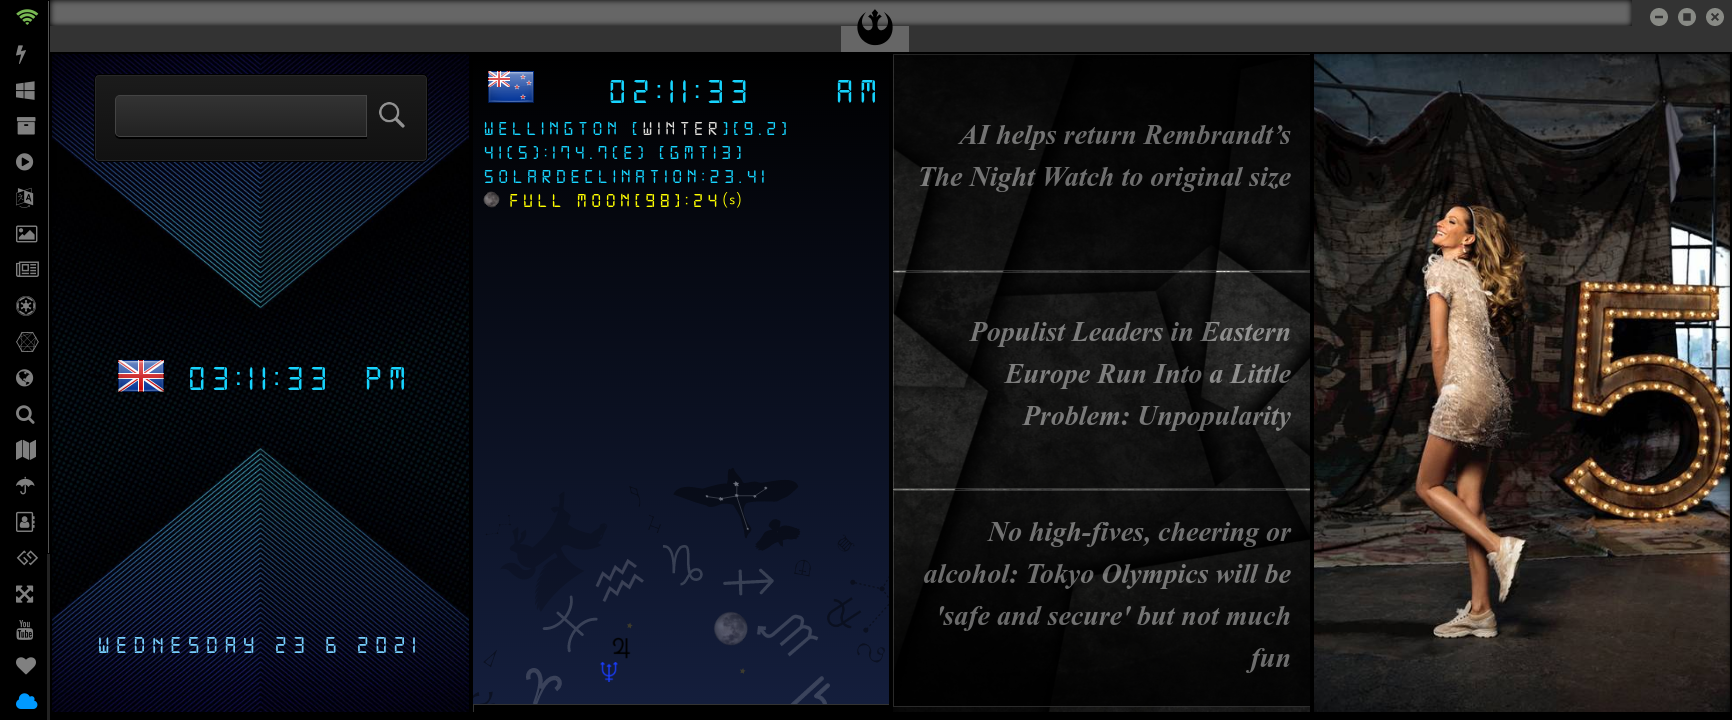 03:11:33 PM
WEDNESDAY 23 6 2021
02:11:33 AM
WELLINGTON [WINTER][9.2]
41(S):174.7(E) [GMT13]
SOLARDECLINATION:23.41
FULL MOON[98]:24(s)
AI helps return Rembrandt’s
The Night Watch to original size
Populist Leaders in Eastern
Europe Run Into a Little
Problem: Unpopularity
No high-fives, cheering or
alcohol: Tokyo Olympics will be
'safe and secure' but not much
fun
5
You
Tube